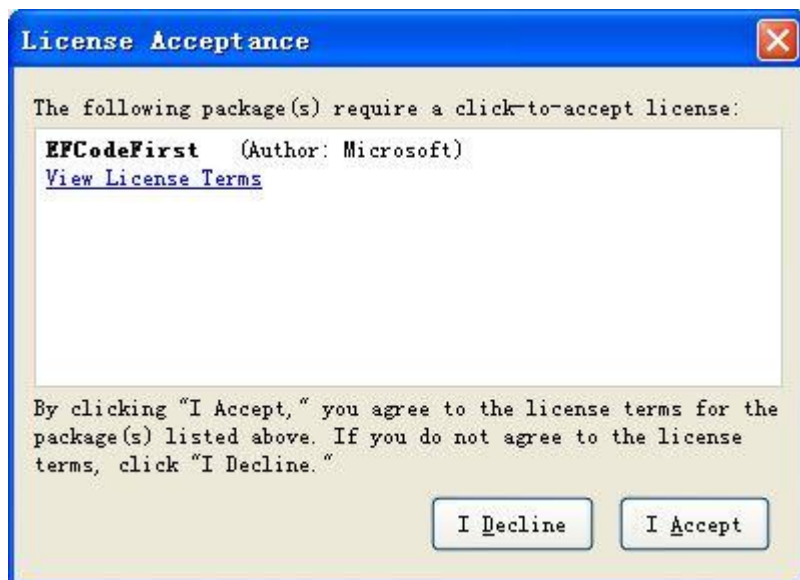 License Acceptance
The following package(s) require a click-to-accept license:
EFCodeFirst (Author: Microsoft)
View License Terms
By clicking "I Accept," you agree to the license terms for the
package(s) listed above. If you do not agree to the license
terms, click "I Decline."
I Decline I Accept